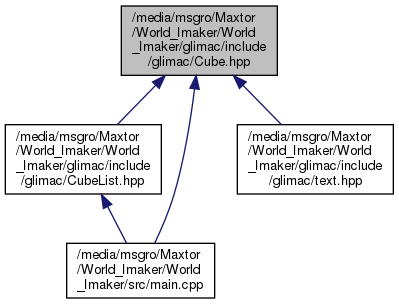 /media/msgro/Maxtor
/World_Imaker/World
_Imaker/glimac/include
/glimac/Cube.hpp
/media/msgro/Maxtor
/World_Imaker/World
_Imaker/glimac/include
/glimac/CubeList.hpp
/media/msgro/Maxtor
/World_Imaker/World
_Imaker/glimac/include
/glimac/text.hpp
/media/msgro/Maxtor
/World_Imaker/World
_Imaker/src/main.cpp